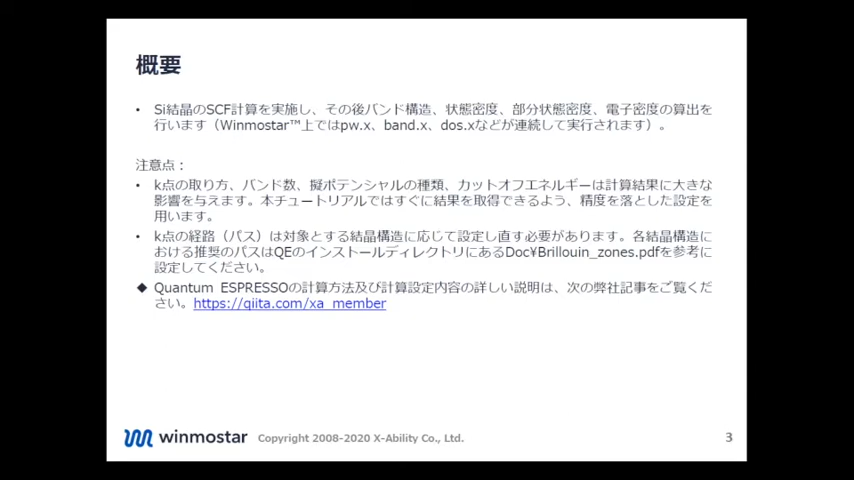 概要
• Si結晶のSCF計算を実施し、その後バンド構造、状態密度、部分状態密度、電子密度の算出を
行います（Winmostar™上ではpw.x、band.x、dos.xなどが連続して実行されます）。
注意点：
• k点の取り方、バンド数、擬ポテンシャルの種類、カットオフエネルギーは計算結果に大きな
影響を与えます。本チュートリアルではすぐに結果を取得できるよう、精度を落とした設定を
用います。
• k点の経路（パス）は対象とする結晶構造に応じて設定し直す必要があります。各結晶構造に
おける推奨のパスはQEのインストールディレクトリにあるDoc¥Brillouin_zones.pdfを参考に
設定してください。
◆ Quantum ESPRESSOの計算方法及び計算設定内容の詳しい説明は、次の弊社記事をご覧くだ
さい。https://qiita.com/xa_member
winmostar Copyright 2008-2020 X-Ability Co., Ltd. 3